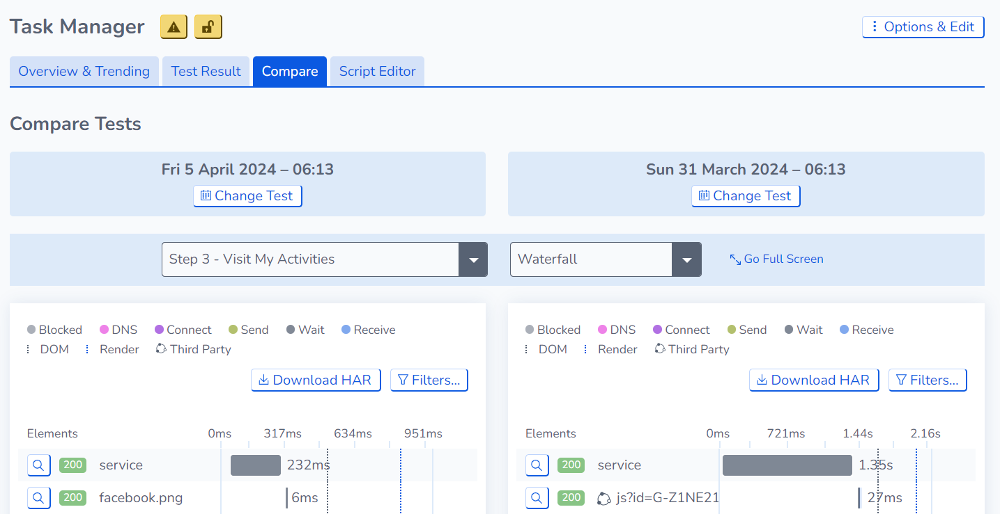 Task Manager
Options & Edit
Overview & Trending
Test Result
Compare
Script Editor
Compare Tests
Fri 5 April 2024 – 06:13
Change Test
Sun 31 March 2024 – 06:13
Change Test
Step 3 - Visit My Activities
Waterfall
Go Full Screen
Blocked DNS Connect Send Wait Receive
DOM Render Third Party
Download HAR
Filters...
Elements 0ms 317ms 634ms 951ms
200 service 232ms
200 facebook.png 6ms
Blocked DNS Connect Send Wait Receive
DOM Render Third Party
Download HAR
Filters...
Elements 0ms 721ms 1.44s 2.16s
200 service 1.35s
200 js?id=G-Z1NE21 27ms